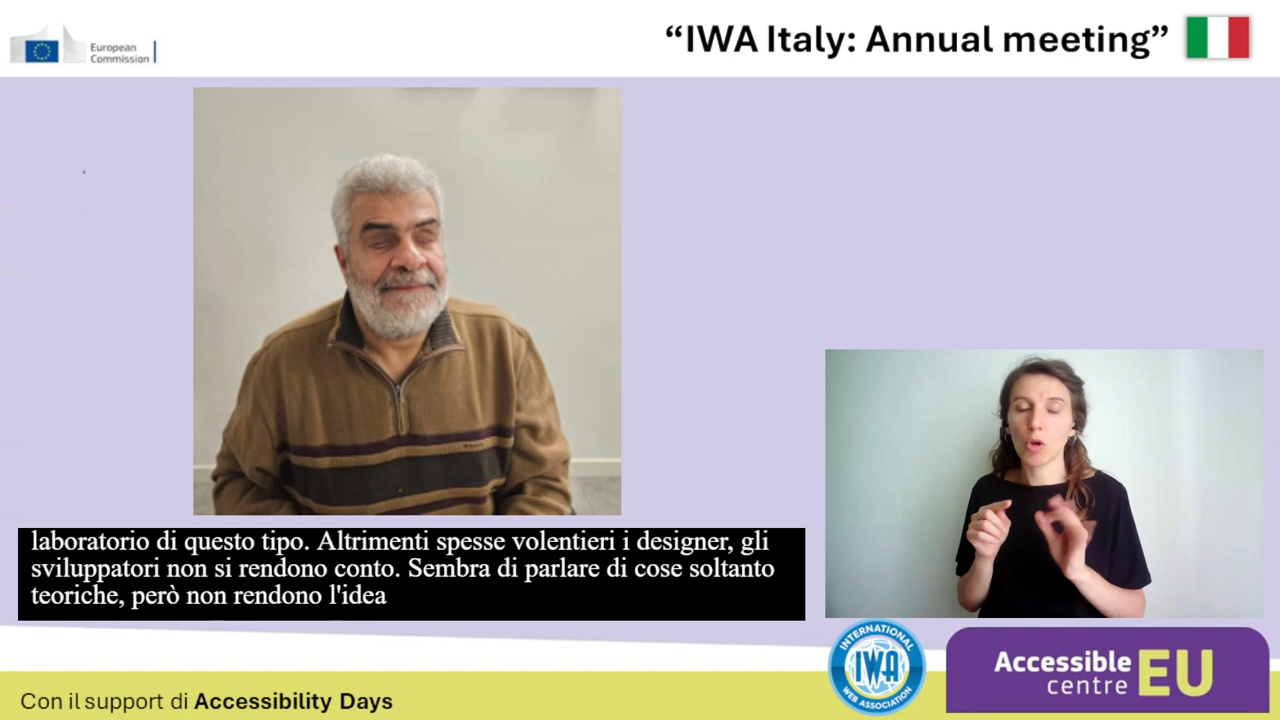 European
Commission
“IWA Italy: Annual meeting”
laboratorio di questo tipo. Altrimenti spesse volentieri i designer, gli
sviluppatori non si rendono conto. Sembra di parlare di cose soltanto
teoriche, però non rendono l'idea
INTERNATIONAL
IWA
WEB ASSOCIATION
Accessible
centre EU
Con il support di Accessibility Days